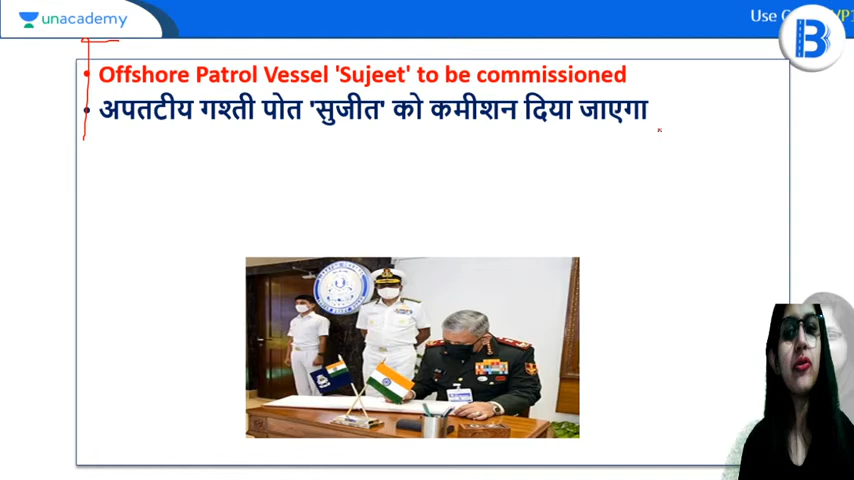 unacademy
Use
Offshore Patrol Vessel 'Sujeet' to be commissioned
अपतटीय गश्ती पोत 'सुजीत' को कमीशन दिया जाएगा
B